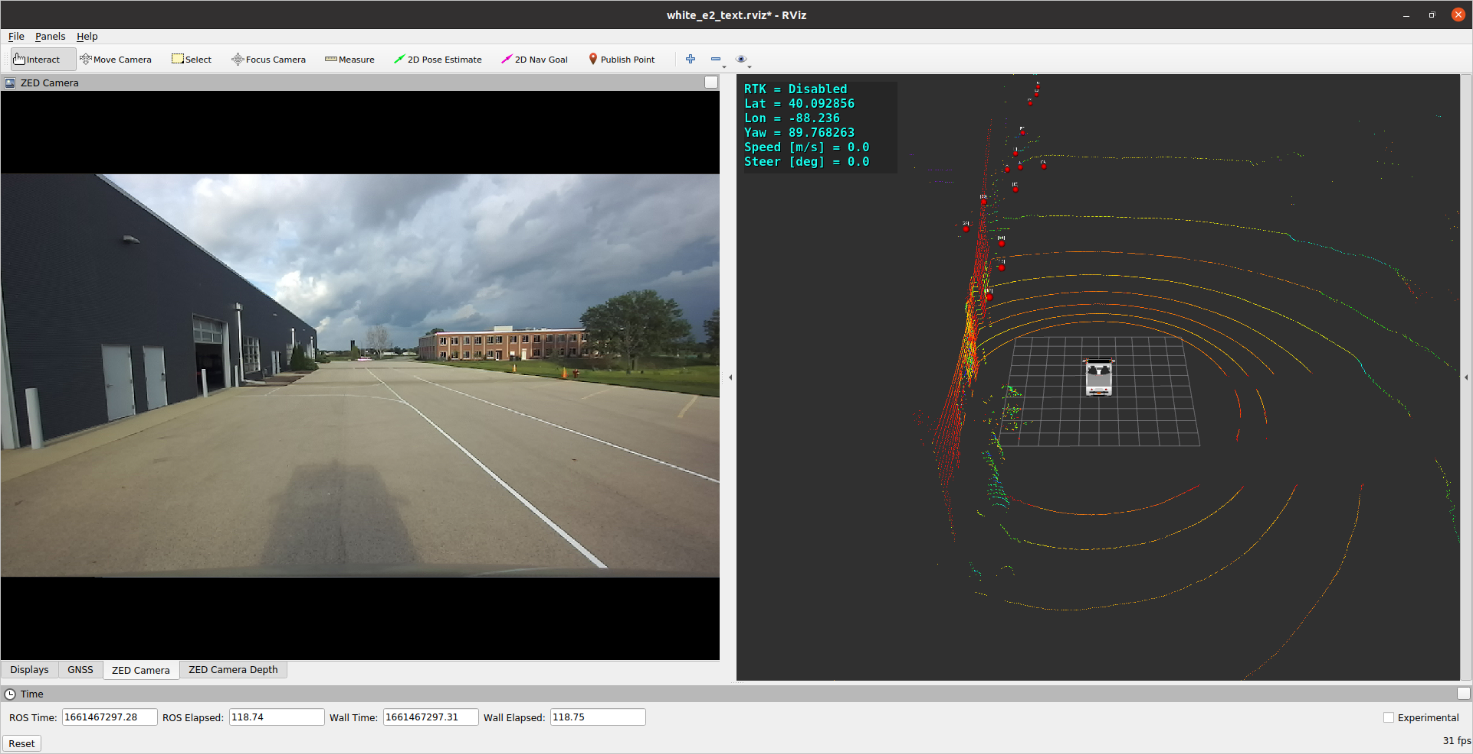 white_e2_text.rviz* - RViz
File Panels Help
Interact Move Camera Select Focus Camera Measure 2D Pose Estimate 2D Nav Goal Publish Point
ZED Camera
RTK = Disabled
Lat = 40.092856
Lon = -88.236
Yaw = 89.768263
Speed [m/s] = 0.0
Steer [deg] = 0.0
Displays GNSS ZED Camera ZED Camera Depth
Time
ROS Time: 1661467297.28 ROS Elapsed: 118.74 Wall Time: 1661467297.31 Wall Elapsed: 118.75 Experimental
Reset 31 fps